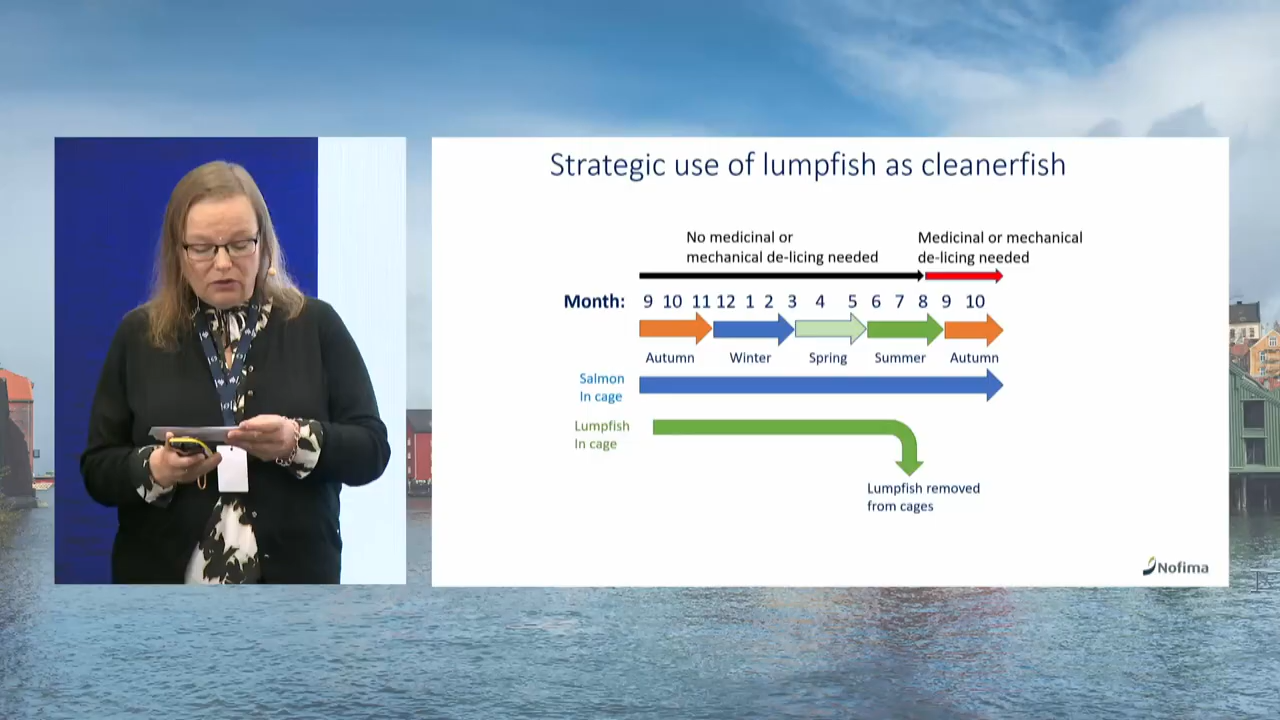 Strategic use of lumpfish as cleanerfish
No medicinal or
mechanical de-licing needed
Medicinal or mechanical
de-licing needed
Month: 9 10 11 12 1 2 3 4 5 6 7 8 9 10
Autumn Winter Spring Summer Autumn
Salmon
In cage
Lumpfish
In cage
Lumpfish removed
from cages
Nofima